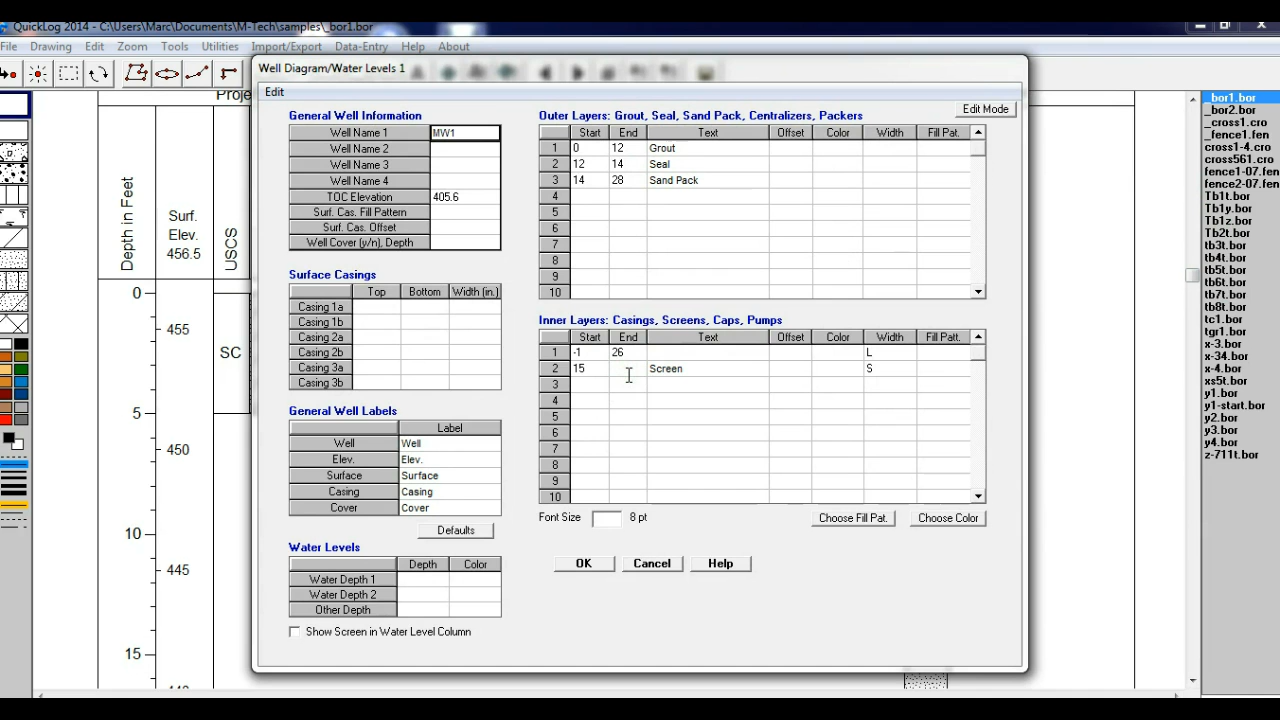 QuickLog 2014 - C:\Users\Marc\Documents\M-Tech\samples\_bor1.bor
File Drawing Edit Zoom Tools Utilities Import/Export Data-Entry Help About
Well Diagram/Water Levels 1
Edit
Edit Mode
General Well Information
Well Name 1 MW1
Well Name 2
Well Name 3
Well Name 4
TOC Elevation 405.6
Surf. Cas. Fill Pattern
Surf. Cas. Offset
Well Cover (y/n), Depth
Surface Casings
Top Bottom Width (in.)
Casing 1a
Casing 1b
Casing 2a
Casing 2b
Casing 3a
Casing 3b
General Well Labels
Label
Well Well
Elev. Elev.
Surface Surface
Casing Casing
Cover Cover
Defaults
Water Levels
Depth Color
Water Depth 1
Water Depth 2
Other Depth
Show Screen in Water Level Column
Outer Layers: Grout, Seal, Sand Pack, Centralizers, Packers
Start End Text Offset Color Width Fill Pat.
1 0 12 Grout
2 12 14 Seal
3 14 28 Sand Pack
4
5
6
7
8
9
10
Inner Layers: Casings, Screens, Caps, Pumps
Start End Text Offset Color Width Fill Patt.
1 -1 26 L
2 15 Screen S
3
4
5
6
7
8
9
10
Font Size 8 pt
Choose Fill Pat. Choose Color
OK Cancel Help
Depth in Feet
Surf.
Elev.
456.5
USCS
0
455
SC
5
450
10
445
15
_bor1.bor
_bor2.bor
_cross1.cro
_fence1.fen
cross1-4.cro
cross561.cro
fence1-07.fen
fence2-07.fen
Tb1t.bor
Tb1y.bor
Tb1z.bor
Tb2t.bor
tb3t.bor
tb4t.bor
tb5t.bor
tb6t.bor
tb7t.bor
tb8t.bor
tc1.bor
tgr1.bor
x-3.bor
x-34.bor
x-4.bor
xs5t.bor
y1.bor
y1-start.bor
y2.bor
y3.bor
y4.bor
z-711t.bor